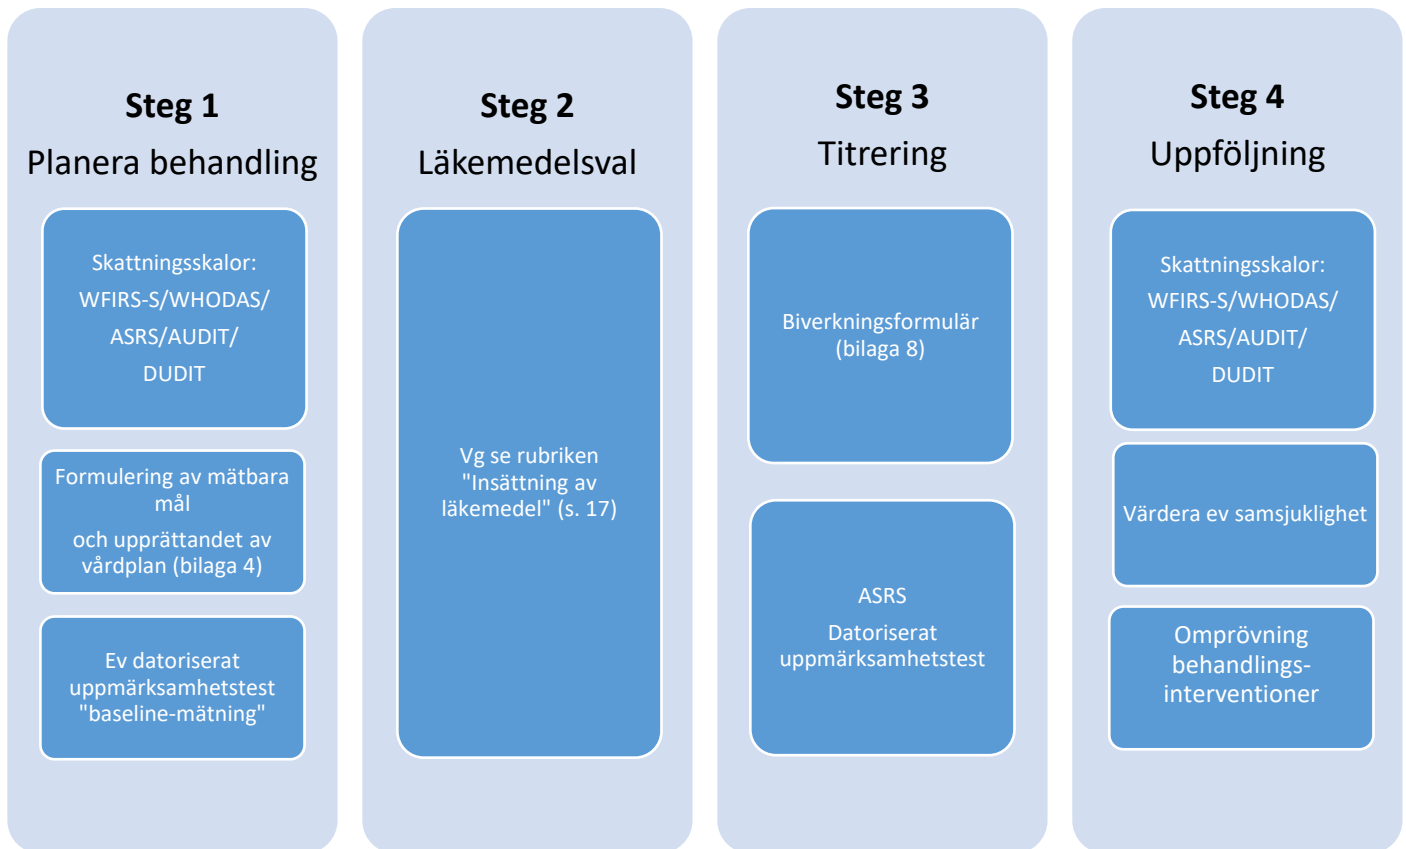 Steg 1
Planera behandling
Skattningsskalor:
WFIRS-S/WHODAS/
ASRS/AUDIT/
DUDIT
Formulering av mätbara
mål
och upprättandet av
vårdplan (bilaga 4)
Ev datoriserat
uppmärksamhetstest
"baseline-mätning"
Steg 2
Läkemedelsval
Vg se rubriken
"Insättning av
läkemedel" (s. 17)
Steg 3
Titrering
Biverkningsformulär
(bilaga 8)
ASRS
Datoriserat
uppmärksamhetstest
Steg 4
Uppföljning
Skattningsskalor:
WFIRS-S/WHODAS/
ASRS/AUDIT/
DUDIT
Värdera ev samsjuklighet
Omprövning
behandlings-
interventioner